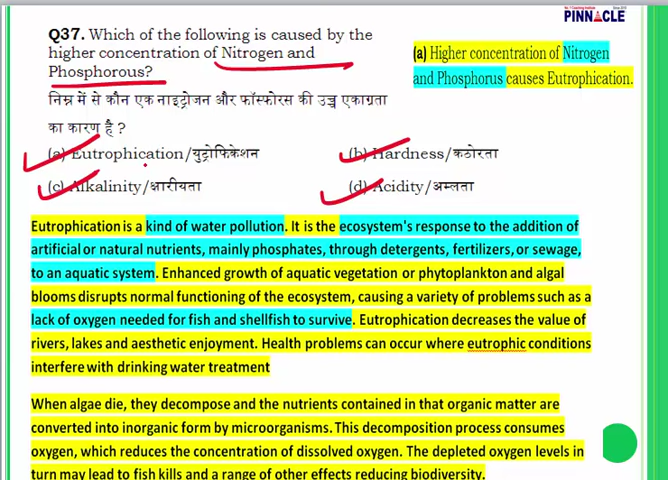 PINNACLE
Q37. Which of the following is caused by the
higher concentration of Nitrogen and
Phosphorous?
निम्न में से कौन एक नाइट्रोजन और फॉस्फोरस की उच्च एकाग्रता
का कारण है ?
(a) Eutrophication/युट्रोफिकेशन
(b) Hardness/कठोरता
(c) Alkalinity/क्षारीयता
(d) Acidity/अम्लता
(a) Higher concentration of Nitrogen
and Phosphorus causes Eutrophication.
Eutrophication is a kind of water pollution. It is the ecosystem's response to the addition of
artificial or natural nutrients, mainly phosphates, through detergents, fertilizers, or sewage,
to an aquatic system. Enhanced growth of aquatic vegetation or phytoplankton and algal
blooms disrupts normal functioning of the ecosystem, causing a variety of problems such as a
lack of oxygen needed for fish and shellfish to survive. Eutrophication decreases the value of
rivers, lakes and aesthetic enjoyment. Health problems can occur where eutrophic conditions
interfere with drinking water treatment
When algae die, they decompose and the nutrients contained in that organic matter are
converted into inorganic form by microorganisms. This decomposition process consumes
oxygen, which reduces the concentration of dissolved oxygen. The depleted oxygen levels in
turn may lead to fish kills and a range of other effects reducing biodiversity.